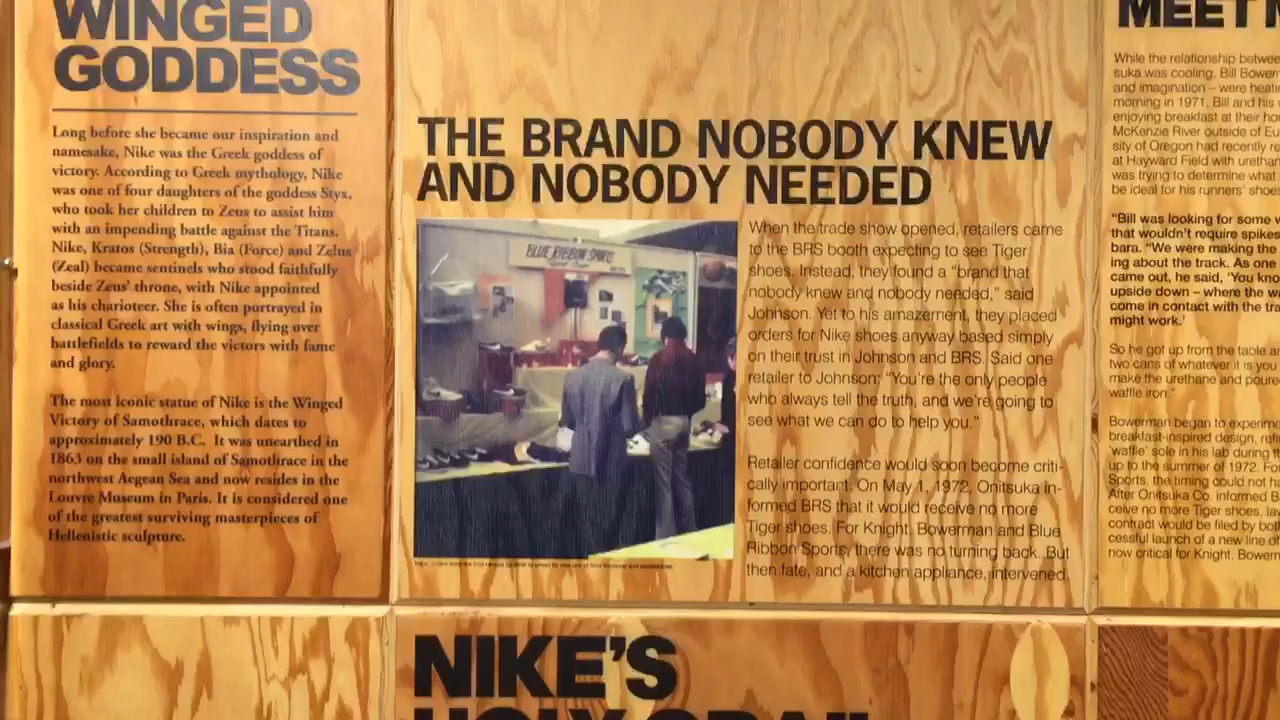 WINGED
GODDESS
Long before she became our inspiration and
namesake, Nike was the Greek goddess of
victory. According to Greek mythology, Nike
was one of four daughters of the goddess Styx,
who took her children to Zeus to assist him
with an impending battle against the Titans.
Nike, Kratos (Strength), Bia (Force) and Zelus
(Zeal) became sentinels who stood faithfully
beside Zeus' throne, with Nike appointed
as his charioteer. She is often portrayed in
classical Greek art with wings, flying over
battlefields to reward the victors with fame
and glory.
The most iconic statue of Nike is the Winged
Victory of Samothrace, which dates to
approximately 190 B.C. It was unearthed in
1863 on the small island of Samothrace in the
northwest Aegean Sea and now resides in the
Louvre Museum in Paris. It is considered one
of the greatest surviving masterpieces of
Hellenistic sculpture.
THE BRAND NOBODY KNEW
AND NOBODY NEEDED
BLUE RIBBON SPORTS
When the trade show opened, retailers came
to the BRS booth expecting to see Tiger
shoes. Instead, they found a "brand that
nobody knew and nobody needed," said
Johnson. Yet to his amazement, they placed
orders for Nike shoes anyway based simply
on their trust in Johnson and BRS. Said one
retailer to Johnson: "You're the only people
who always tell the truth, and we're going to
see what we can do to help you."
Retailer confidence would soon become criti-
cally important. On May 1, 1972, Onitsuka in-
formed BRS that it would receive no more
Tiger shoes. For Knight, Bowerman and Blue
Ribbon Sports, there was no turning back. But
then fate, and a kitchen appliance, intervened.
MEET
While the relationship betwee
suka was cooling, Bill Bower
and imagination – were heati
morning in 1971, Bill and his
enjoying breakfast at their ho
McKenzie River outside of Eu
sity of Oregon had recently re
at Hayward Field with urethan
was trying to determine what
be ideal for his runners' shoe
"Bill was looking for some w
that wouldn't require spikes
bara. "We were making the
ing about the track. As one
came out, he said, 'You kno
upside down – where the wa
come in contact with the tra
might work.'
So he got up from the table an
two cans of whatever it is you
make the urethane and poure
waffle iron."
Bowerman began to experime
breakfast-inspired design, refi
'waffle' sole in his lab during th
up to the summer of 1972. For
Sports, the timing could not ha
After Onitsuka Co. informed B
ceive no more Tiger shoes, law
contract would be filed by bot
cessful launch of a new line of
now critical for Knight, Bowerm
NIKE'S
HOLY GRAIL